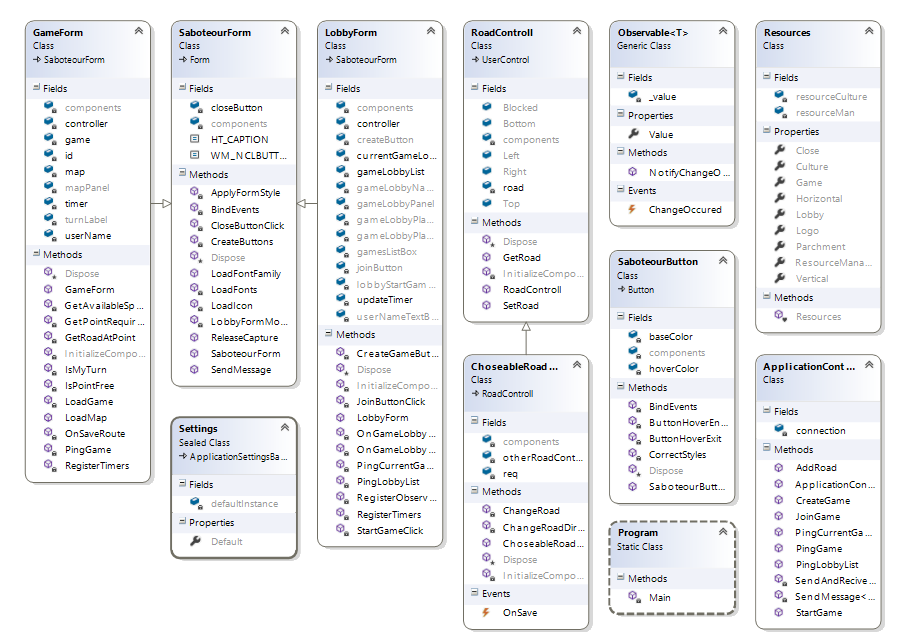 GameForm
Class
SaboteourForm
Fields
components
controller
game
id
map
mapPanel
timer
turnLabel
userName
Methods
Dispose
GameForm
GetAvailableSp...
GetPointRequir...
GetRoadAtPoint
InitializeCompo...
IsMyTurn
IsPointFree
LoadGame
LoadMap
OnSaveRoute
PingGame
RegisterTimers
SaboteourForm
Class
Form
Fields
closeButton
components
HT_CAPTION
WM_NCLBUTT...
Methods
ApplyFormStyle
BindEvents
CloseButtonClick
CreateButtons
Dispose
LoadFontFamily
LoadFonts
LoadIcon
LobbyFormMo...
ReleaseCapture
SaboteourForm
SendMessage
Settings
Sealed Class
ApplicationSettingsBa...
Fields
defaultInstance
Properties
Default
LobbyForm
Class
SaboteourForm
Fields
components
controller
createButton
currentGameLo...
gameLobbyList
gameLobbyNa...
gameLobbyPanel
gameLobbyPla...
gameLobbyPla...
gamesListBox
joinButton
lobbyStartGam...
updateTimer
userNameTextB...
Methods
CreateGameBut...
Dispose
InitializeCompo...
JoinButtonClick
LobbyForm
OnGameLobby...
OnGameLobby...
PingCurrentGa...
PingLobbyList
RegisterObserv...
RegisterTimers
StartGameClick
RoadControll
Class
UserControl
Fields
Blocked
Bottom
components
Left
Right
road
Top
Methods
Dispose
GetRoad
InitializeCompo...
RoadControll
SetRoad
ChoseableRoad...
Class
RoadControll
Fields
components
otherRoadCont...
req
Methods
ChangeRoad
ChangeRoadDir...
ChoseableRoad...
Dispose
InitializeCompo...
Events
OnSave
Observable<T>
Generic Class
Fields
_value
Properties
Value
Methods
NotifyChangeO...
Events
ChangeOccured
SaboteourButton
Class
Button
Fields
baseColor
components
hoverColor
Methods
BindEvents
ButtonHoverEn...
ButtonHoverExit
CorrectStyles
Dispose
SaboteourButt...
Program
Static Class
Methods
Main
Resources
Class
Fields
resourceCulture
resourceMan
Properties
Close
Culture
Game
Horizontal
Lobby
Logo
Parchment
ResourceMana...
Vertical
Methods
Resources
ApplicationCont...
Class
Fields
connection
Methods
AddRoad
ApplicationCon...
CreateGame
JoinGame
PingCurrentGa...
PingGame
PingLobbyList
SendAndRecive...
SendMessage<...
StartGame